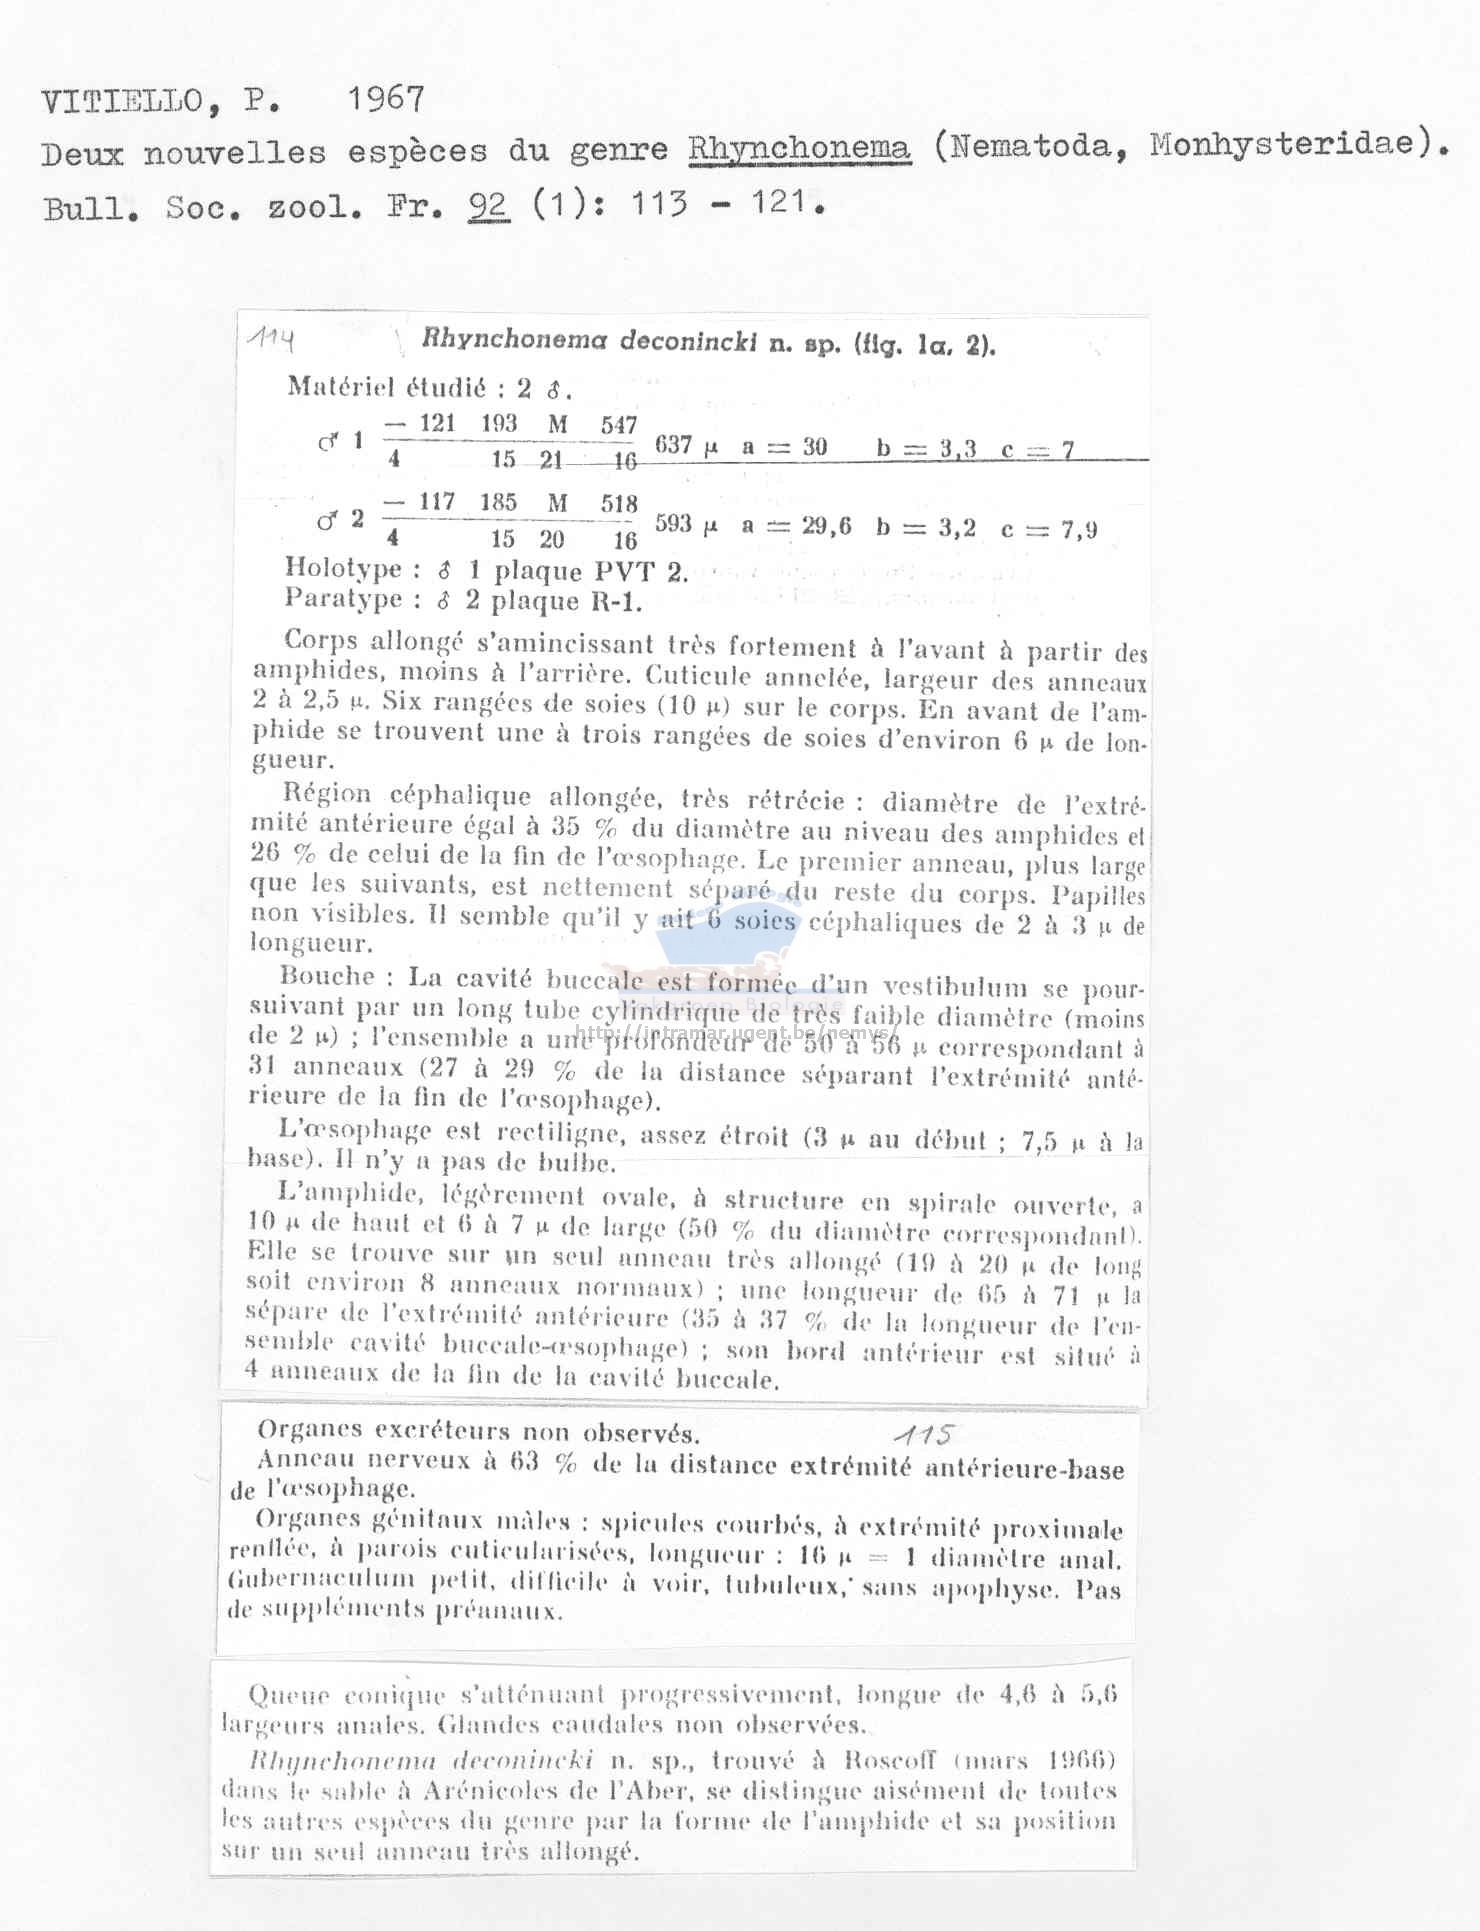 VITIELLO, P. 1967
Deux nouvelles espèces du genre Rhynchonema (Nematoda, Monhysteridae).
Bull. Soc. zool. Fr. 92 (1): 113 - 121.
114
Rhynchonema deconincki n. sp. (fig. 1a, 2).
Matériel étudié : 2 ♂.
♂ 1 — 121 193 M 547
4 15 21 16 637 µ a = 30 b = 3,3 c = 7
♂ 2 — 117 185 M 518
4 15 20 16 593 µ a = 29,6 b = 3,2 c = 7,9
Holotype : ♂ 1 plaque PVT 2.
Paratype : ♂ 2 plaque R-1.
Corps allongé s'amincissant très fortement à l'avant à partir des
amphides, moins à l'arrière. Cuticule annelée, largeur des anneaux
2 à 2,5 µ. Six rangées de soies (10 µ) sur le corps. En avant de l'am-
phide se trouvent une à trois rangées de soies d'environ 6 µ de lon-
gueur.
Région céphalique allongée, très rétrécie : diamètre de l'extré-
mité antérieure égal à 35 % du diamètre au niveau des amphides et
26 % de celui de la fin de l'œsophage. Le premier anneau, plus large
que les suivants, est nettement séparé du reste du corps. Papilles
non visibles. Il semble qu'il y ait 6 soies céphaliques de 2 à 3 µ de
longueur.
Bouche : La cavité buccale est formée d'un vestibulum se pour-
suivant par un long tube cylindrique de très faible diamètre (moins
de 2 µ) ; l'ensemble a une profondeur de 50 à 56 µ correspondant à
31 anneaux (27 à 29 % de la distance séparant l'extrémité anté-
rieure de la fin de l'œsophage).
L'œsophage est rectiligne, assez étroit (3 µ au début ; 7,5 µ à la
base). Il n'y a pas de bulbe.
L'amphide, légèrement ovale, à structure en spirale ouverte, a
10 µ de haut et 6 à 7 µ de large (50 % du diamètre correspondant).
Elle se trouve sur un seul anneau très allongé (19 à 20 µ de long
soit environ 8 anneaux normaux) ; une longueur de 65 à 71 µ la
sépare de l'extrémité antérieure (35 à 37 % de la longueur de l'en-
semble cavité buccale-œsophage) ; son bord antérieur est situé à
4 anneaux de la fin de la cavité buccale.
Organes excréteurs non observés. 115
Anneau nerveux à 63 % de la distance extrémité antérieure-base
de l'œsophage.
Organes génitaux mâles : spicules courbés, à extrémité proximale
renflée, à parois cuticularisées, longueur : 16 µ = 1 diamètre anal.
Gubernaculum petit, difficile à voir, tubuleux, sans apophyse. Pas
de suppléments préanaux.
Queue conique s'atténuant progressivement, longue de 4,6 à 5,6
largeurs anales. Glandes caudales non observées.
Rhynchonema deconincki n. sp., trouvé à Roscoff (mars 1966)
dans le sable à Arénicoles de l'Aber, se distingue aisément de toutes
les autres espèces du genre par la forme de l'amphide et sa position
sur un seul anneau très allongé.
http://intramar.ugent.be/nemys/